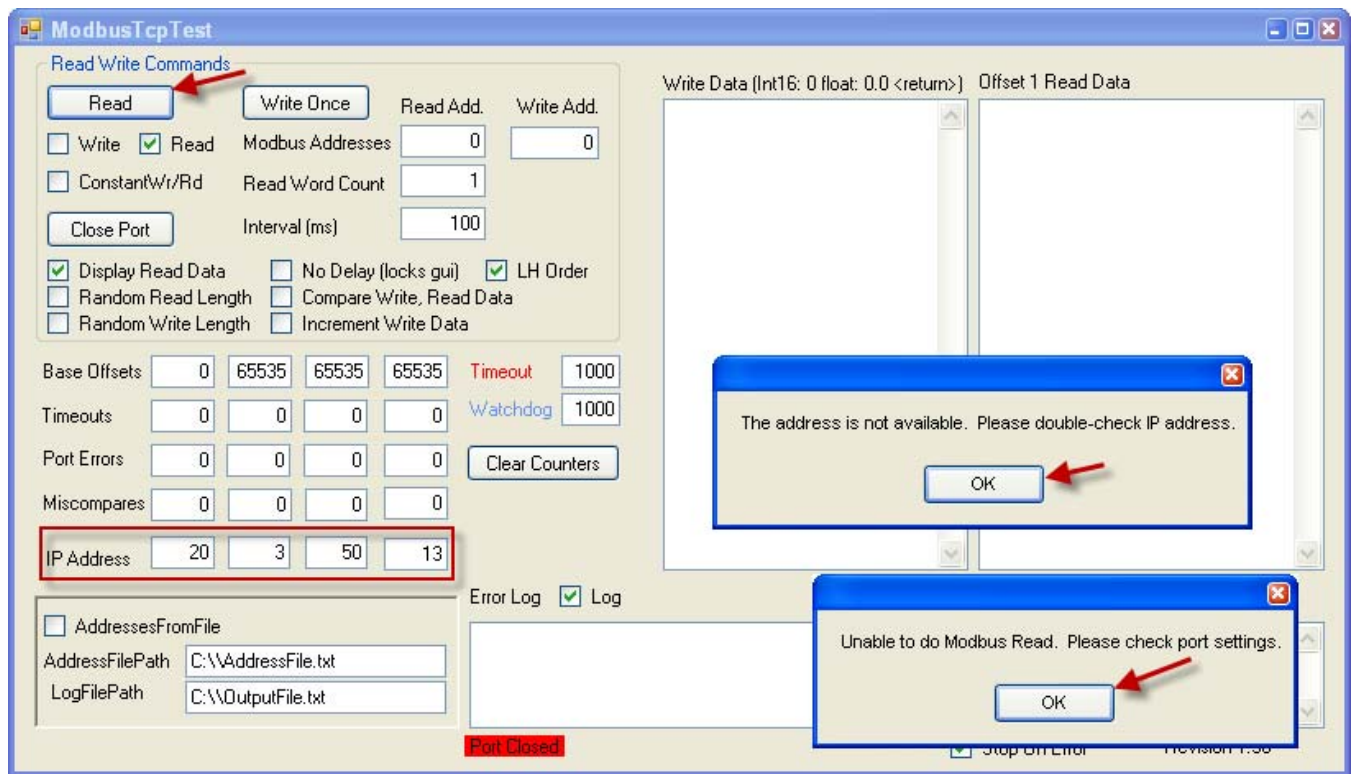 ModbusTcpTest
Read Write Commands
Read
Write Once
Read Add.
Write Add.
Write Read
Modbus Addresses
0
0
ConstantWr/Rd
Read Word Count
1
Close Port
Interval (ms)
100
Display Read Data
No Delay (locks gui)
LH Order
Random Read Length
Compare Write, Read Data
Random Write Length
Increment Write Data
Base Offsets 0 65535 65535 65535
Timeout 1000
Timeouts 0 0 0 0
Watchdog 1000
Port Errors 0 0 0 0
Clear Counters
Miscompares 0 0 0 0
IP Address 20 3 50 13
AddressesFromFile
AddressFilePath C:\\AddressFile.txt
LogFilePath C:\\OutputFile.txt
Write Data (Int16: 0 float: 0.0 <return>)
Offset 1 Read Data
The address is not available. Please double-check IP address.
OK
Error Log Log
Unable to do Modbus Read. Please check port settings.
OK
Port Closed
Stop On Error